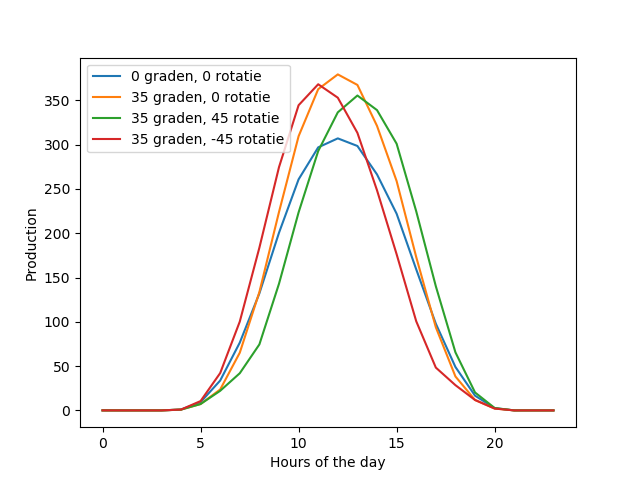 0 graden, 0 rotatie
35 graden, 0 rotatie
35 graden, 45 rotatie
35 graden, -45 rotatie
350
300
250
200
150
100
50
0
Production
0 5 10 15 20
Hours of the day